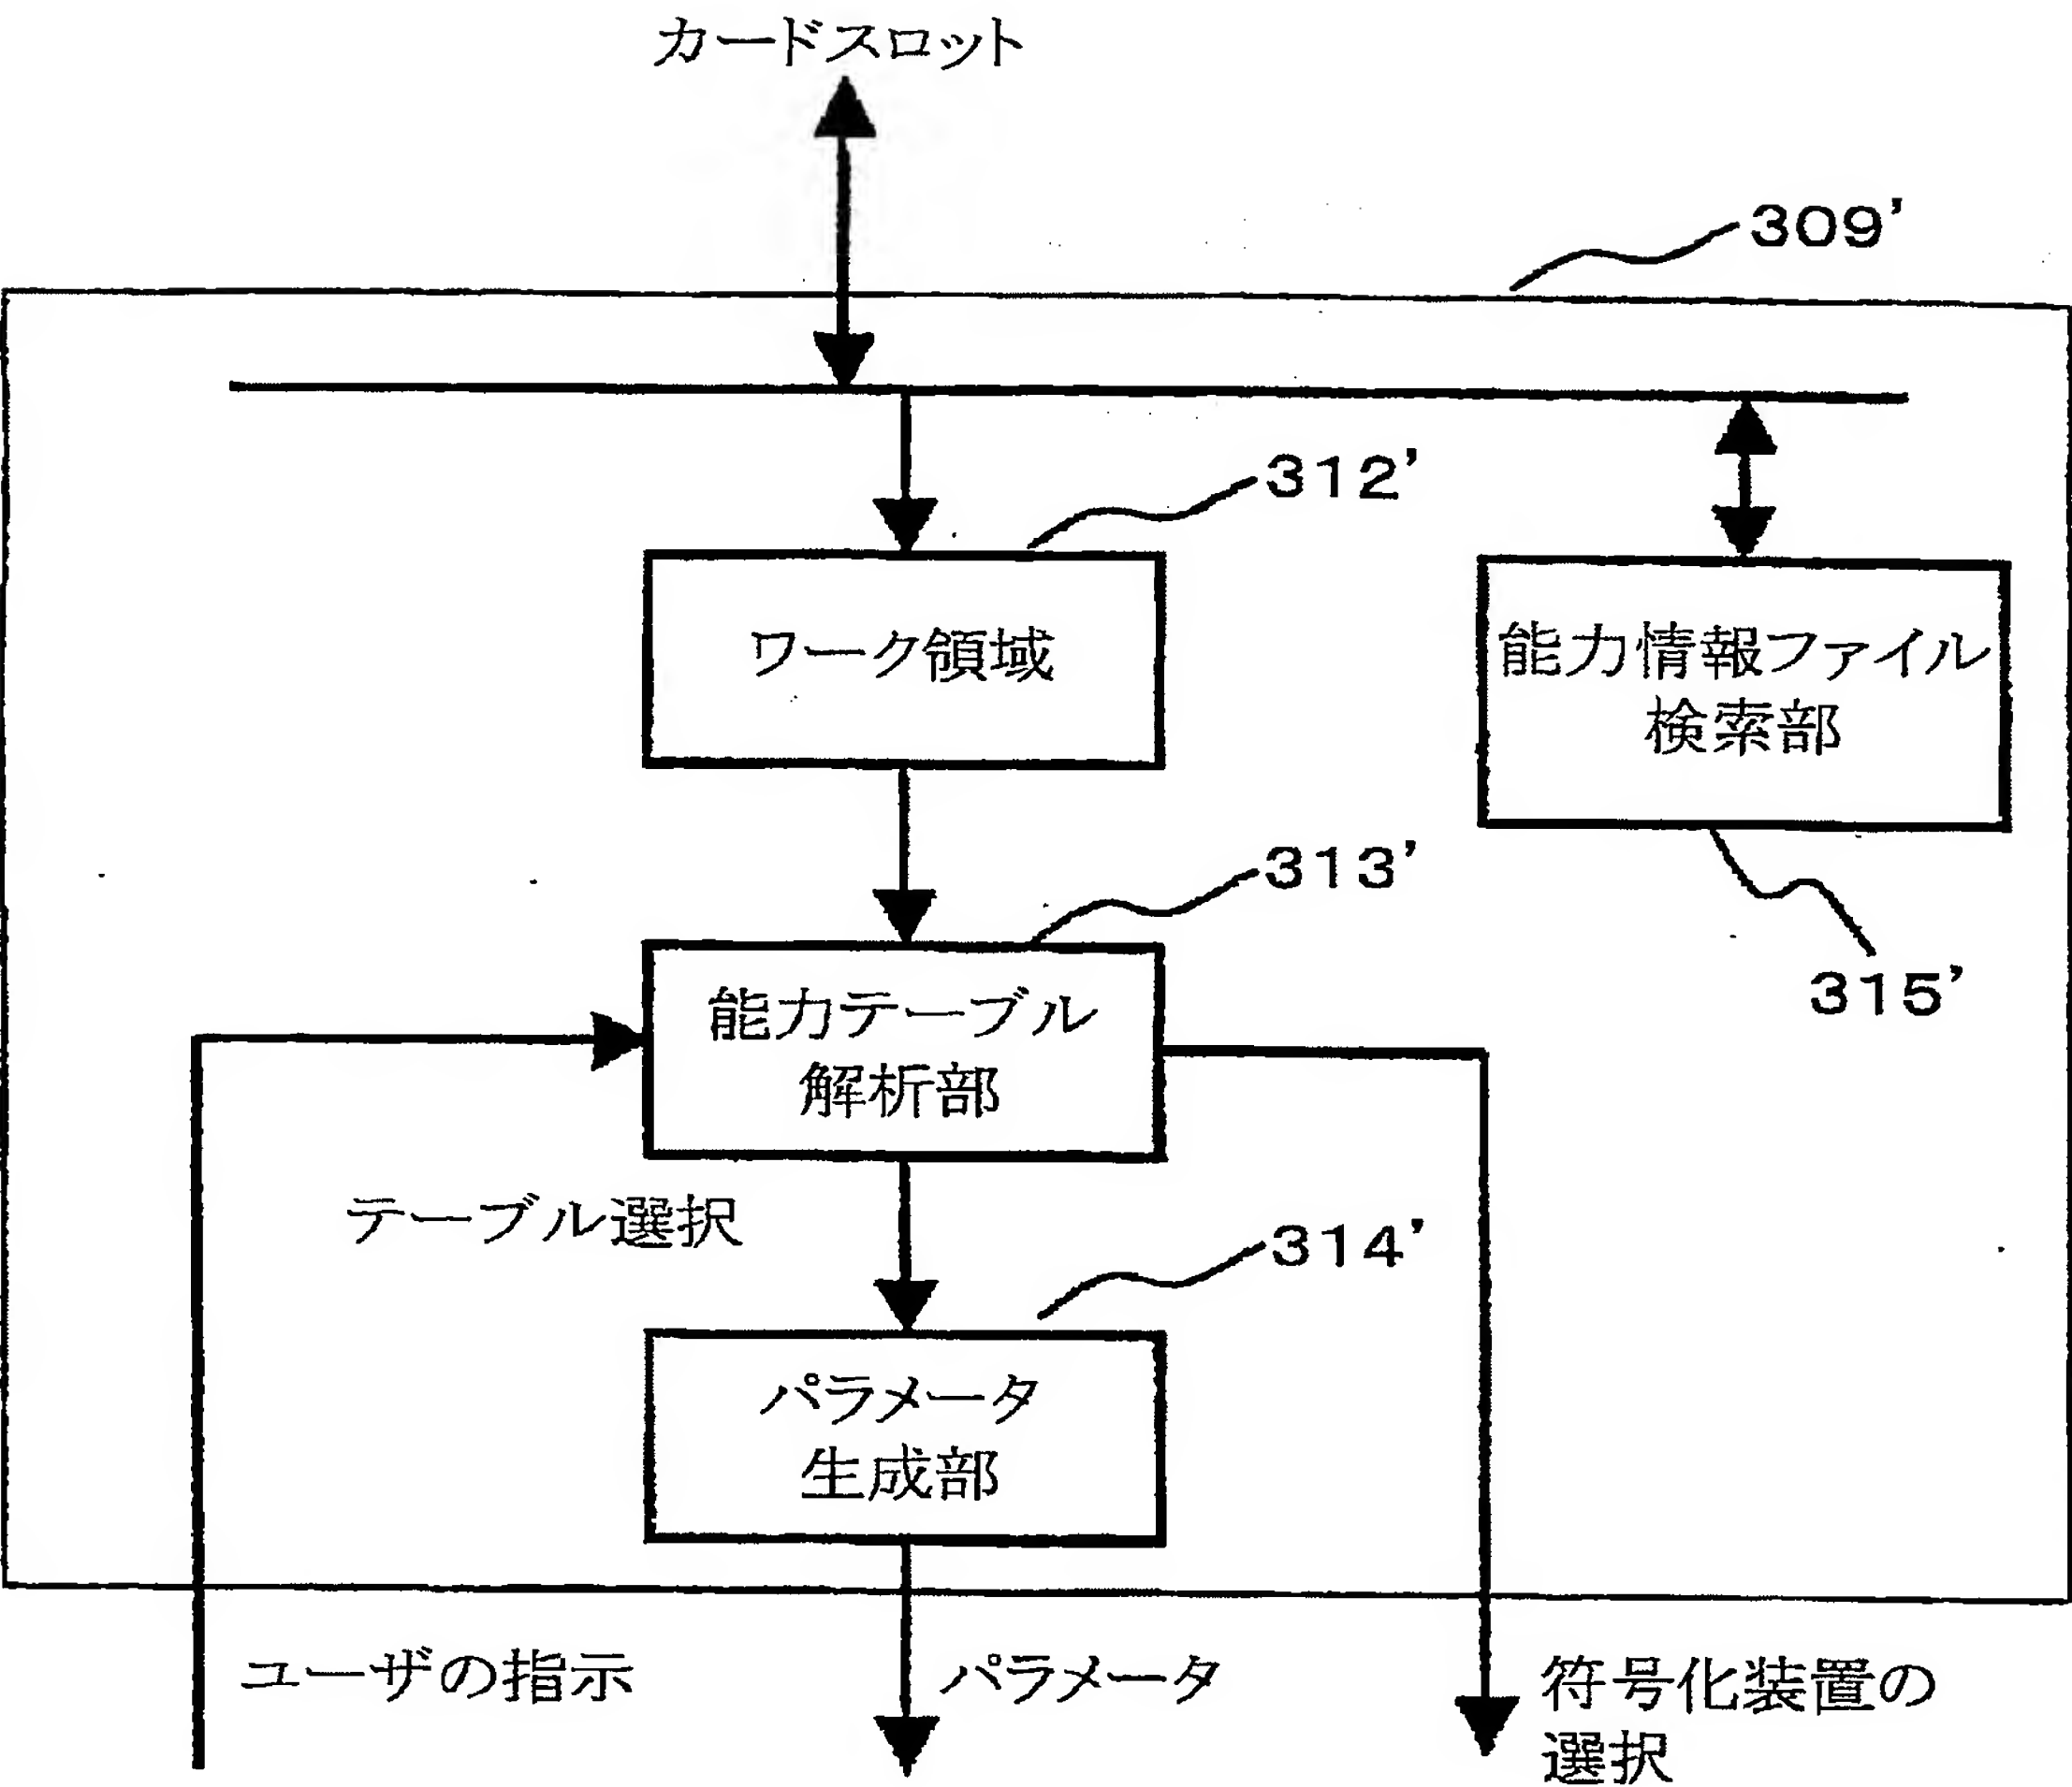 カードスロット
309'
312'
ワーク領域
能力情報ファイル
検索部
313'
315'
能力テーブル
解析部
テーブル選択
314'
パラメータ
生成部
ユーザの指示
パラメータ
符号化装置の
選択